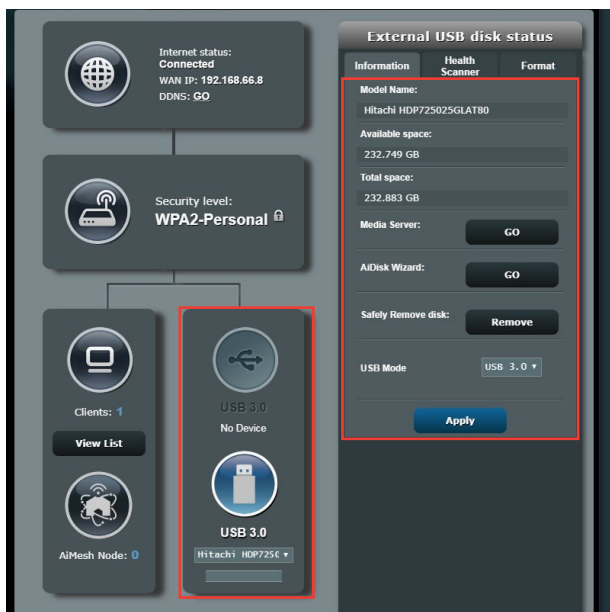 Internet status:
Connected
WAN IP: 192.168.66.8
DDNS: GO
Security level:
WPA2-Personal
Clients: 1
View List
AiMesh Node: 0
USB 3.0
No Device
USB 3.0
Hitachi HDP7250
External USB disk status
Information
Health
Scanner
Format
Model Name:
Hitachi HDP725025GLAT80
Available space:
232.749 GB
Total space:
232.883 GB
Media Server:
GO
AiDisk Wizard:
GO
Safely Remove disk:
Remove
USB Mode
USB 3.0
Apply